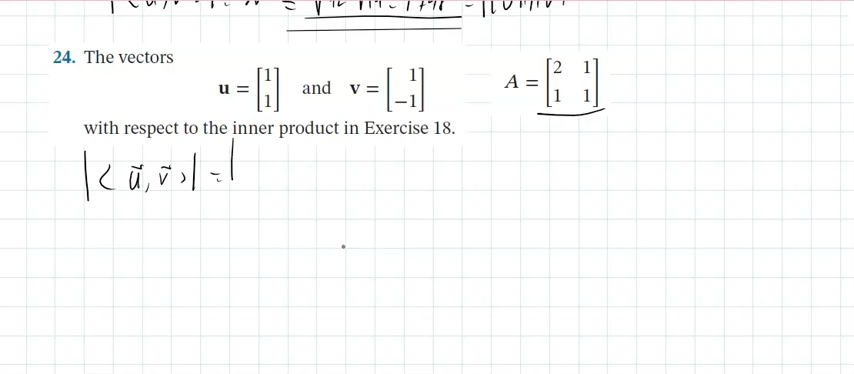 24. The vectors
u = [1 1] and v = [1 −1] A = [2 1 1 1]
with respect to the inner product in Exercise 18.
|< u⃗, v⃗ >| = |